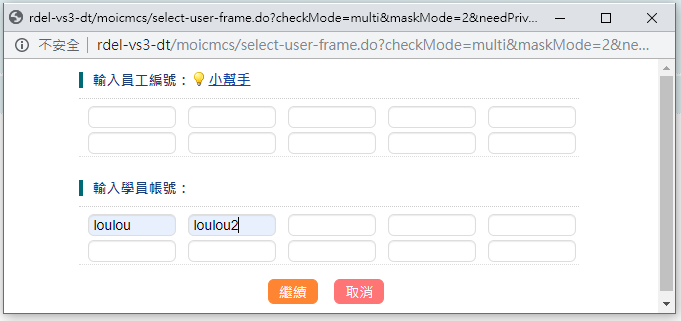 rdel-vs3-dt/moicmcs/select-user-frame.do?checkMode=multi&maskMode=2&needPriv...
不安全 | rdel-vs3-dt/moicmcs/select-user-frame.do?checkMode=multi&maskMode=2&ne...
輸入員工編號：小幫手
輸入學員帳號：
loulou loulou2
繼續 取消